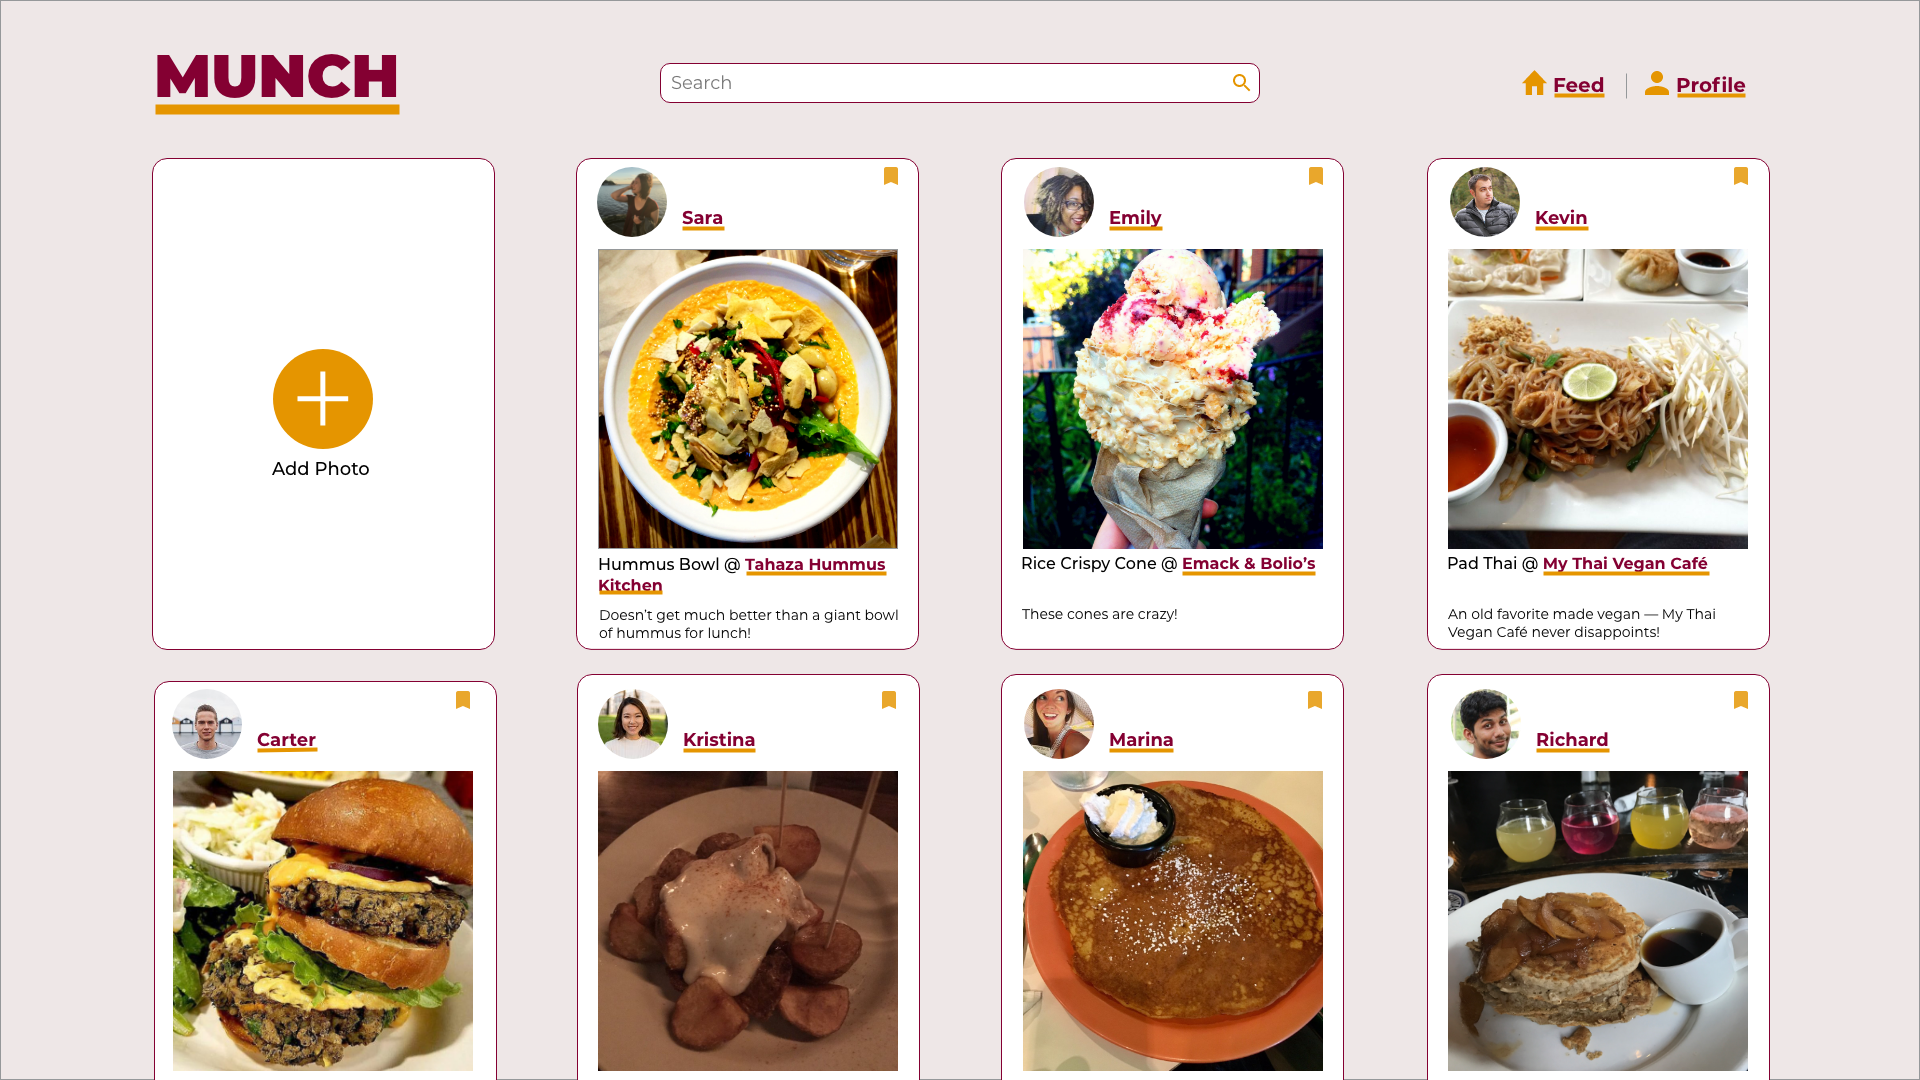 MUNCH
Search
Feed
Profile
Add Photo
Sara
Hummus Bowl @ Tahaza Hummus
Kitchen
Doesn’t get much better than a giant bowl
of hummus for lunch!
Emily
Rice Crispy Cone @ Emack & Bolio’s
These cones are crazy!
Kevin
Pad Thai @ My Thai Vegan Café
An old favorite made vegan — My Thai
Vegan Café never disappoints!
Carter
Kristina
Marina
Richard